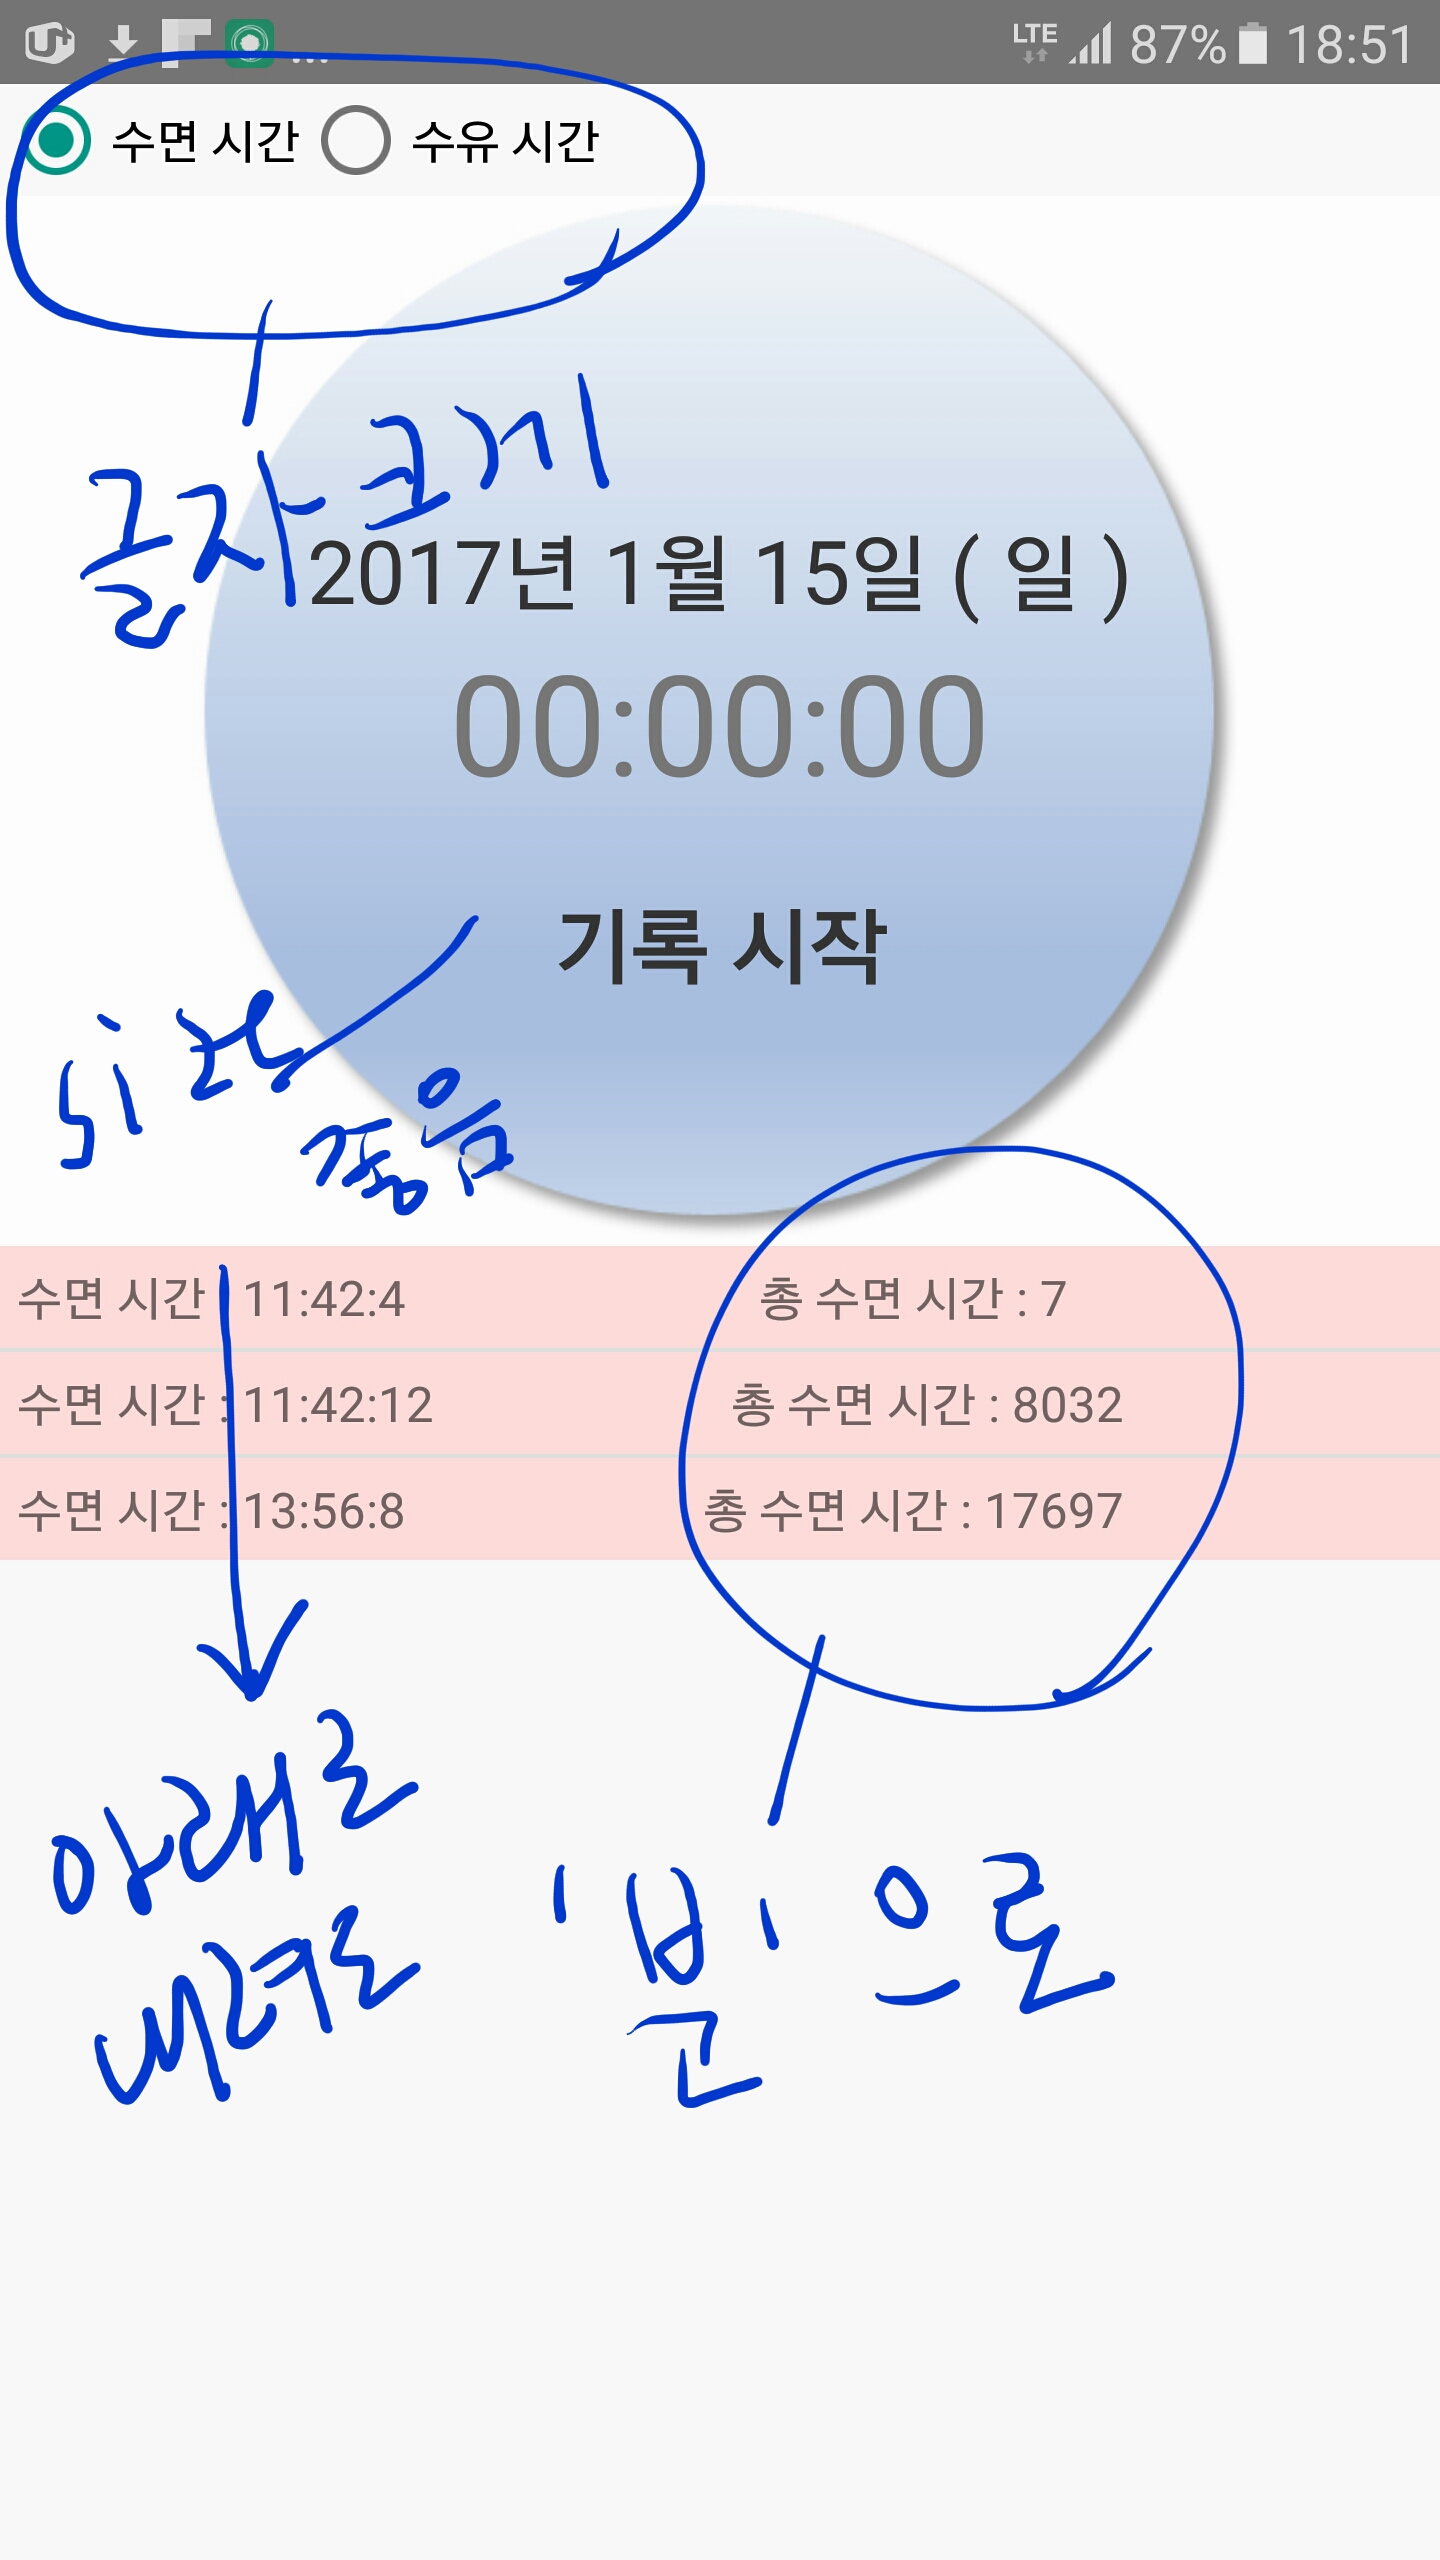 LTE 87% 18:51
수면 시간 수유 시간
글자 크게
2017년 1월 15일 ( 일 )
00:00:00
기록 시작
좋음
수면 시간 : 11:42:4 총 수면 시간 : 7
수면 시간 : 11:42:12 총 수면 시간 : 8032
수면 시간 : 13:56:8 총 수면 시간 : 17697
아래로
내려로
'분'으로